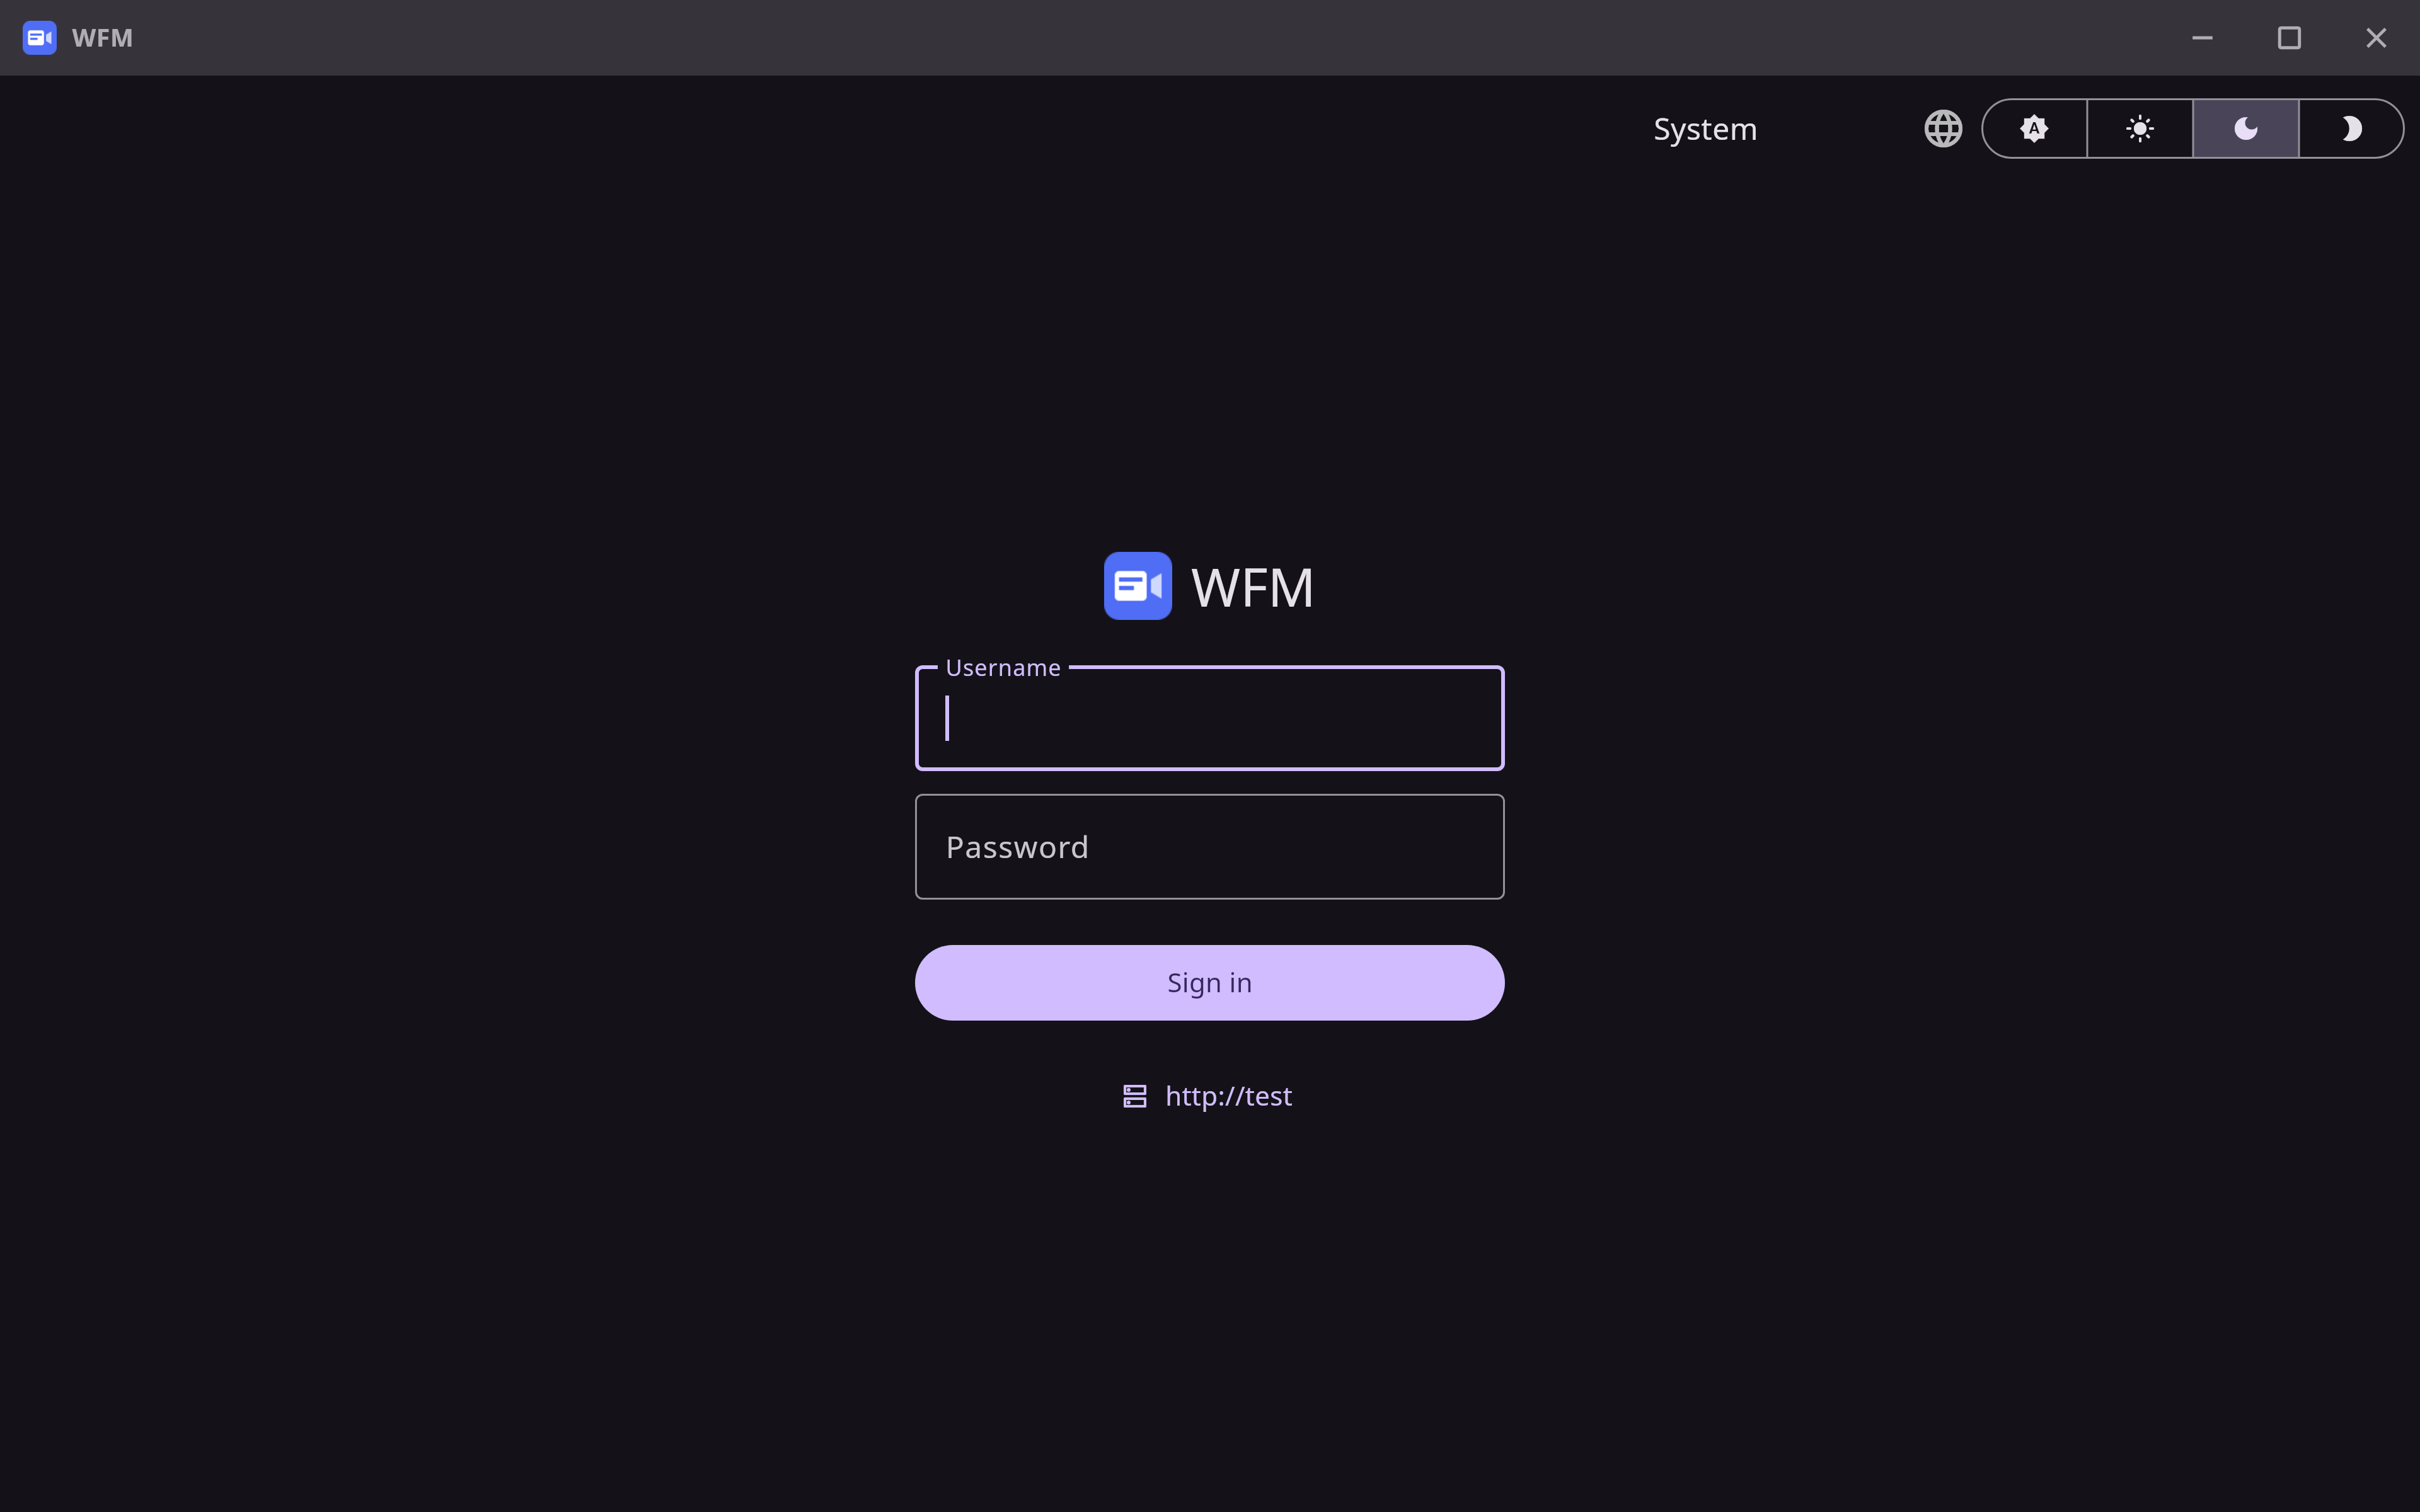 WFM
System
A
WFM
Username
Password
Sign in
http://test